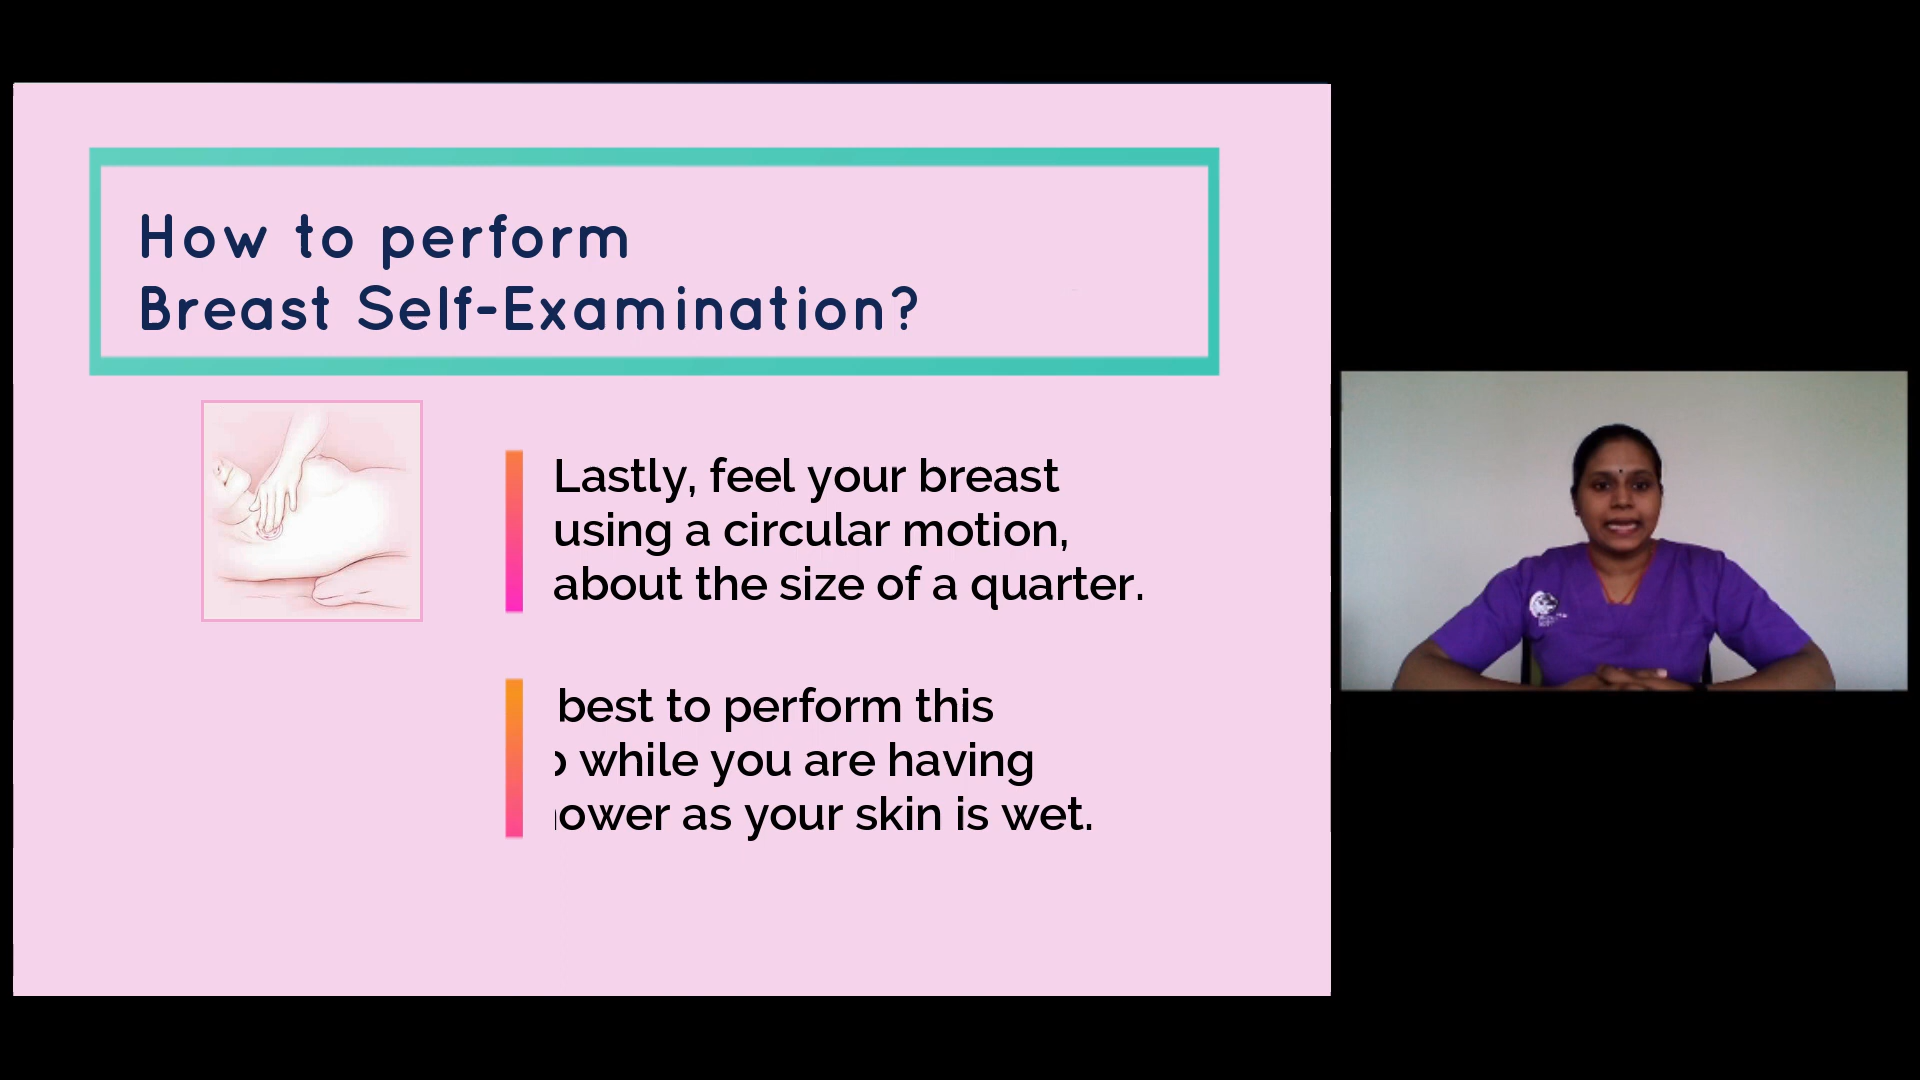 How to perform
Breast Self-Examination?
Lastly, feel your breast
using a circular motion,
about the size of a quarter.
best to perform this
while you are having
as your skin is wet.